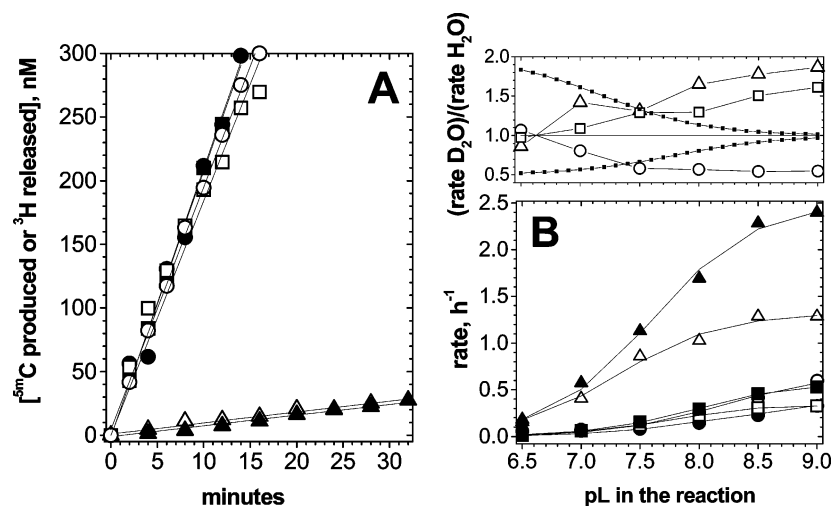 A
300
250
200
150
100
50
0
0 5 10 15 20 25 30
minutes
[⁵ᵐC produced or ³H released], nM
2.0
1.5
1.0
0.5
(rate D₂O)/(rate H₂O)
B
2.5
2.0
1.5
1.0
0.5
0.0
rate, h⁻¹
6.5 7.0 7.5 8.0 8.5 9.0
pL in the reaction